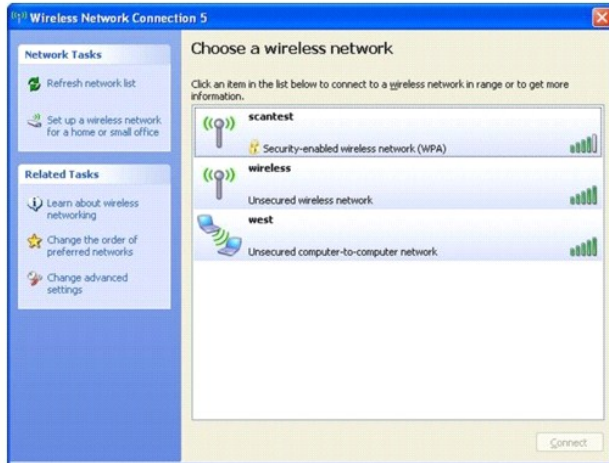 Wireless Network Connection 5
Network Tasks
Refresh network list
Set up a wireless network
for a home or small office
Related Tasks
Learn about wireless
networking
Change the order of
preferred networks
Change advanced
settings
Choose a wireless network
Click an item in the list below to connect to a wireless network in range or to get more
information.
scantest
Security-enabled wireless network (WPA)
wireless
Unsecured wireless network
west
Unsecured computer-to-computer network
Connect